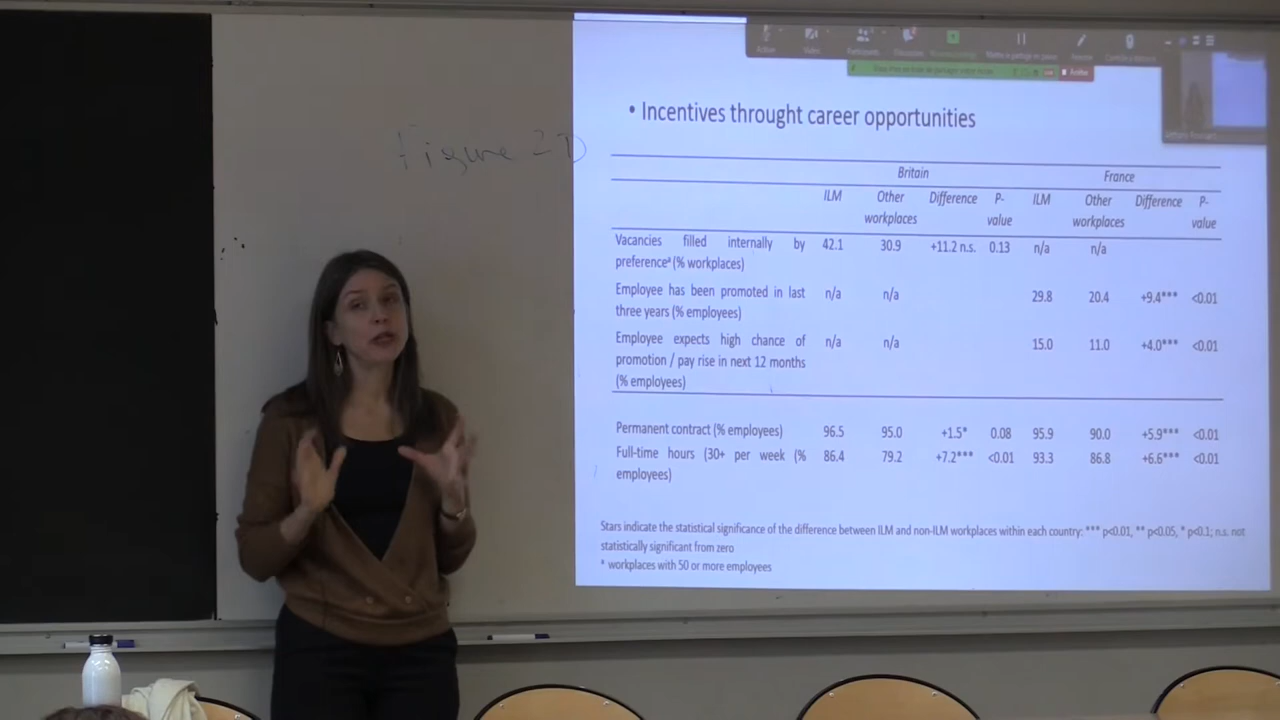 • Incentives throught career opportunities
Figure 2D
Britain France
ILM Other workplaces Difference P-value ILM Other workplaces Difference P-value
Vacancies filled internally by preferenceª (% workplaces) 42.1 30.9 +11.2 n.s. 0.13 n/a n/a
Employee has been promoted in last three years (% employees) n/a n/a 29.8 20.4 +9.4*** <0.01
Employee expects high chance of promotion / pay rise in next 12 months (% employees) n/a n/a 15.0 11.0 +4.0*** <0.01
Permanent contract (% employees) 96.5 95.0 +1.5* 0.08 95.9 90.0 +5.9*** <0.01
Full-time hours (30+ per week (% employees) 86.4 79.2 +7.2*** <0.01 93.3 86.8 +6.6*** <0.01
Stars indicate the statistical significance of the difference between ILM and non-ILM workplaces within each country: *** p<0.01, ** p<0.05, * p<0.1; n.s. not
statistically significant from zero
ª workplaces with 50 or more employees